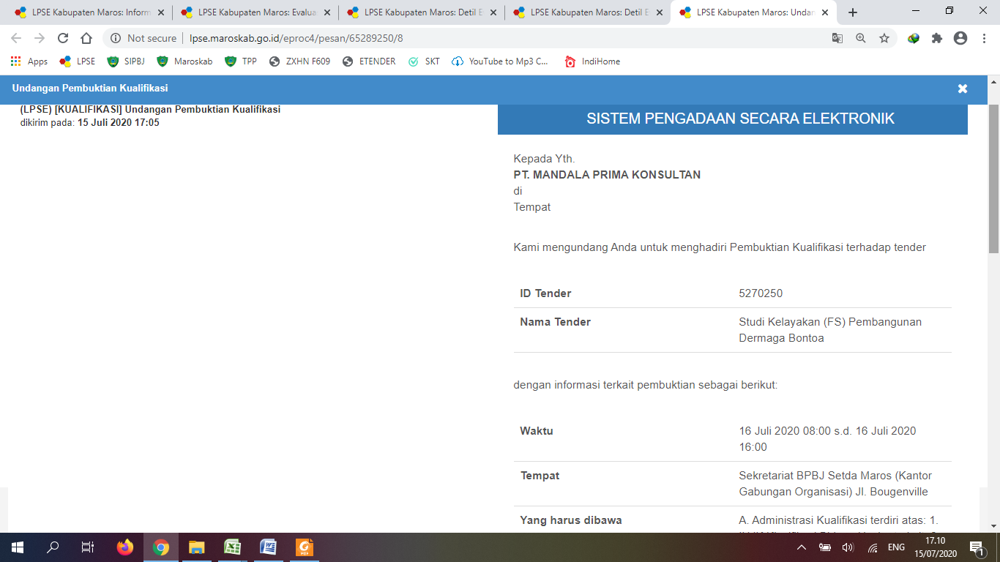 LPSE Kabupaten Maros: Inform
LPSE Kabupaten Maros: Evalua
LPSE Kabupaten Maros: Detil E
LPSE Kabupaten Maros: Detil E
LPSE Kabupaten Maros: Undan
Not secure
lpse.maroskab.go.id/eproc4/pesan/65289250/8
Apps LPSE SIPBJ Maroskab TPP ZXHN F609 ETENDER SKT YouTube to Mp3 C... IndiHome
Undangan Pembuktian Kualifikasi
(LPSE) [KUALIFIKASI] Undangan Pembuktian Kualifikasi
dikirim pada: 15 Juli 2020 17:05
SISTEM PENGADAAN SECARA ELEKTRONIK
Kepada Yth.
PT. MANDALA PRIMA KONSULTAN
di
Tempat
Kami mengundang Anda untuk menghadiri Pembuktian Kualifikasi terhadap tender
ID Tender 5270250
Nama Tender Studi Kelayakan (FS) Pembangunan
Dermaga Bontoa
dengan informasi terkait pembuktian sebagai berikut:
Waktu 16 Juli 2020 08:00 s.d. 16 Juli 2020
16:00
Tempat Sekretariat BPBJ Setda Maros (Kantor
Gabungan Organisasi) Jl. Bougenville
Yang harus dibawa A. Administrasi Kualifikasi terdiri atas: 1.
ENG
17.10
15/07/2020
1